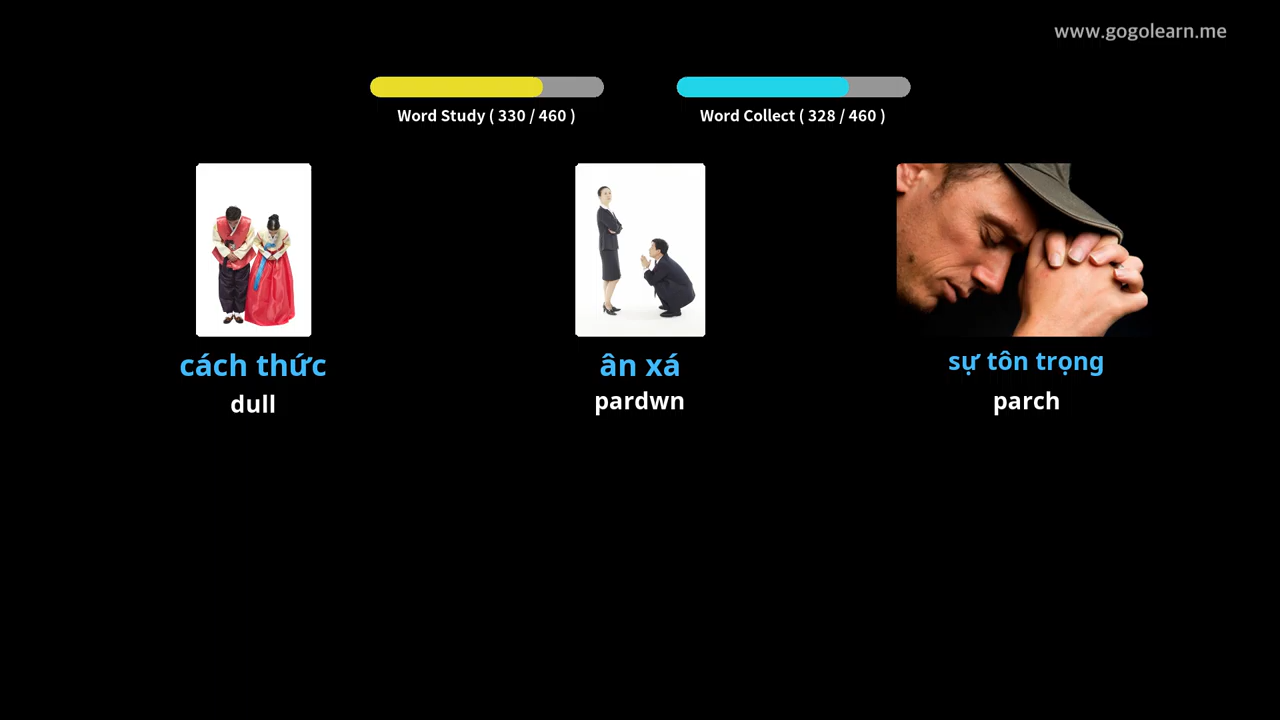 www.gogolearn.me
Word Study ( 330 / 460 )
Word Collect ( 328 / 460 )
cách thức
dull
ân xá
pardwn
sự tôn trọng
parch